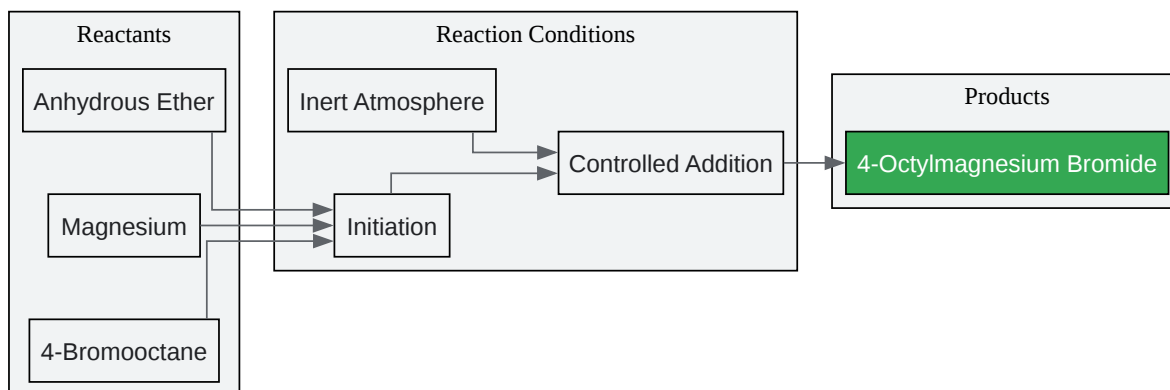 Reactants
Anhydrous Ether
Magnesium
4-Bromooctane
Reaction Conditions
Inert Atmosphere
Initiation
Controlled Addition
Products
4-Octylmagnesium Bromide